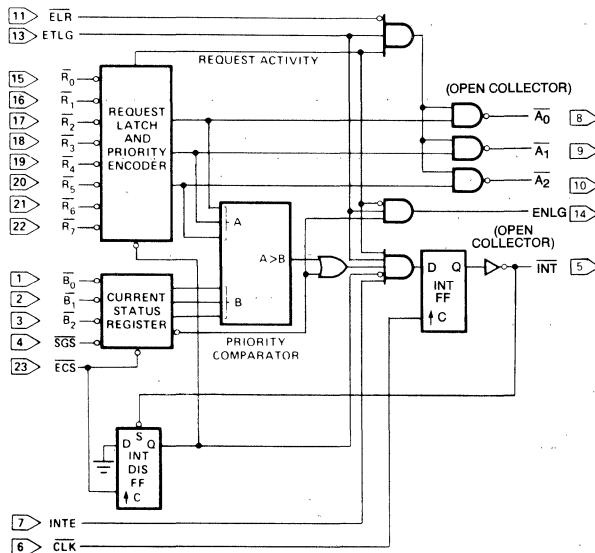 11 ELR
13 ETLG
REQUEST ACTIVITY
15 R0
16 R1
17 R2
18 R3
19 R4
20 R5
21 R6
22 R7
REQUEST
LATCH
AND
PRIORITY
ENCODER
(OPEN COLLECTOR)
A0 8
A1 9
A2 10
ENLG 14
(OPEN
COLLECTOR)
INT 5
A
A>B
B
D Q
INT
FF
C
1 B0
2 B1
3 B2
4 SGS
23 ECS
CURRENT
STATUS
REGISTER
PRIORITY
COMPARATOR
S
D Q
INT
DIS
FF
C
7 INTE
6 CLK